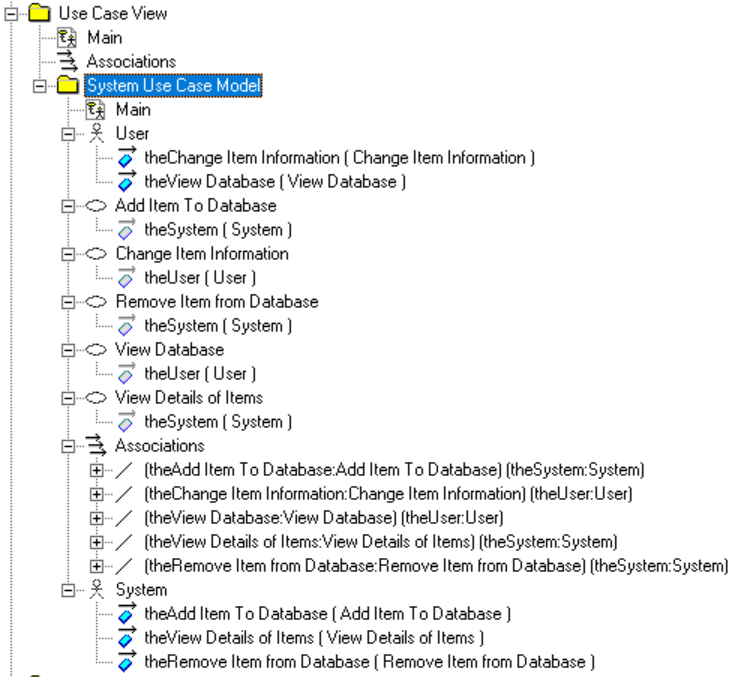 Use Case View
Main
Associations
System Use Case Model
Main
User
theChange Item Information ( Change Item Information )
theView Database ( View Database )
Add Item To Database
theSystem ( System )
Change Item Information
theUser ( User )
Remove Item from Database
theSystem ( System )
View Database
theUser ( User )
View Details of Items
theSystem ( System )
Associations
(theAdd Item To Database:Add Item To Database) (theSystem:System)
(theChange Item Information:Change Item Information) (theUser:User)
(theView Database:View Database) (theUser:User)
(theView Details of Items:View Details of Items) (theSystem:System)
(theRemove Item from Database:Remove Item from Database) (theSystem:System)
System
theAdd Item To Database ( Add Item To Database )
theView Details of Items ( View Details of Items )
theRemove Item from Database ( Remove Item from Database )